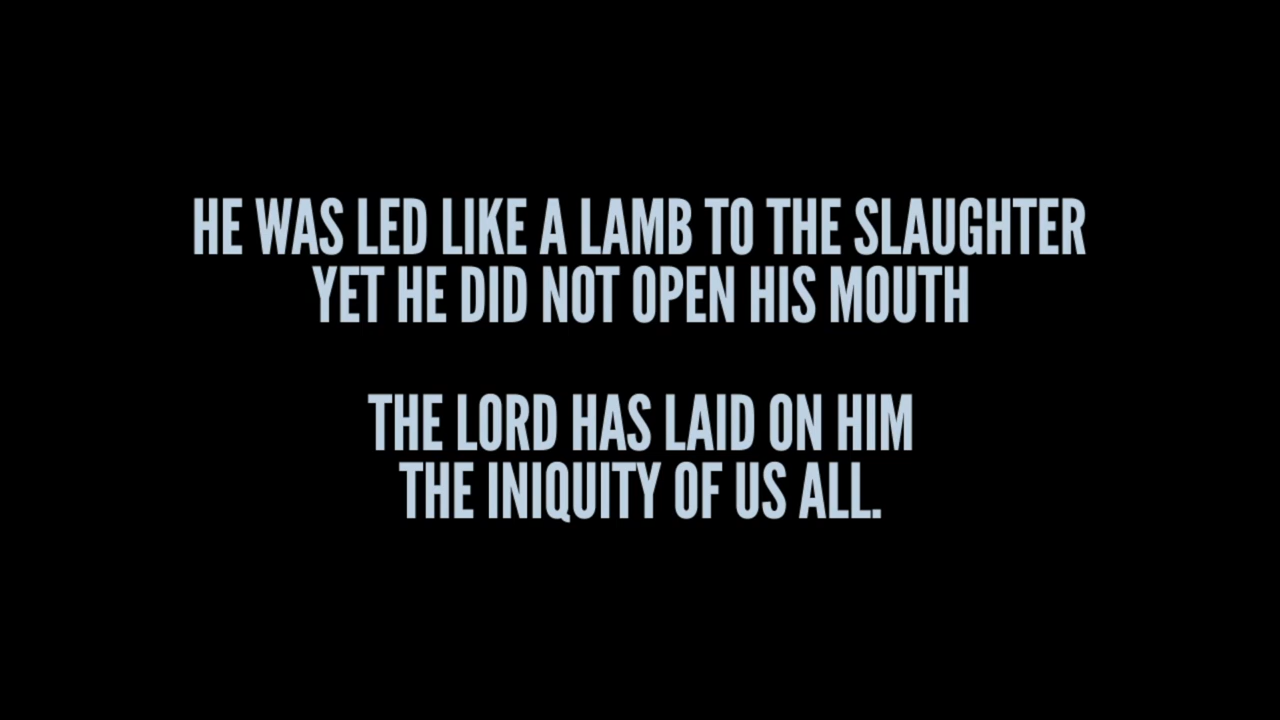 HE WAS LED LIKE A LAMB TO THE SLAUGHTER
YET HE DID NOT OPEN HIS MOUTH
THE LORD HAS LAID ON HIM
THE INIQUITY OF US ALL.